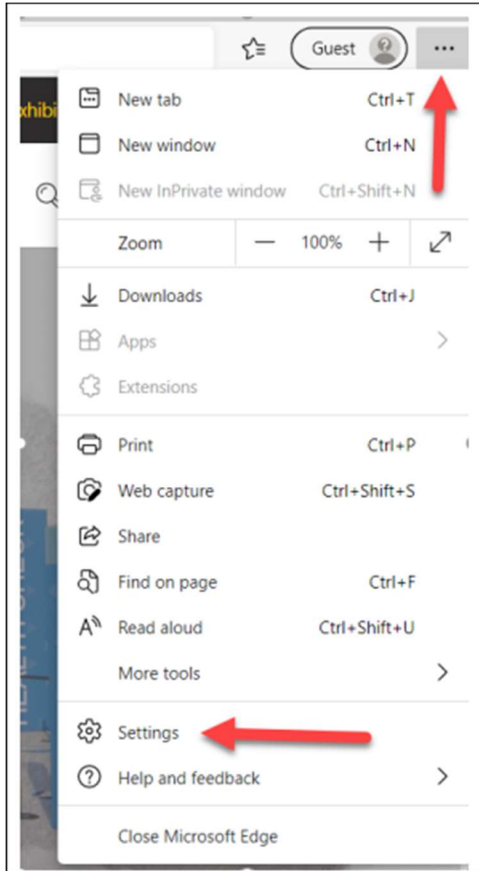 Guest
xhibi
New tab Ctrl+T
New window Ctrl+N
New InPrivate window Ctrl+Shift+N
Zoom — 100% +
Downloads Ctrl+J
Apps
Extensions
Print Ctrl+P
Web capture Ctrl+Shift+S
Share
Find on page Ctrl+F
Read aloud Ctrl+Shift+U
More tools
Settings
Help and feedback
Close Microsoft Edge